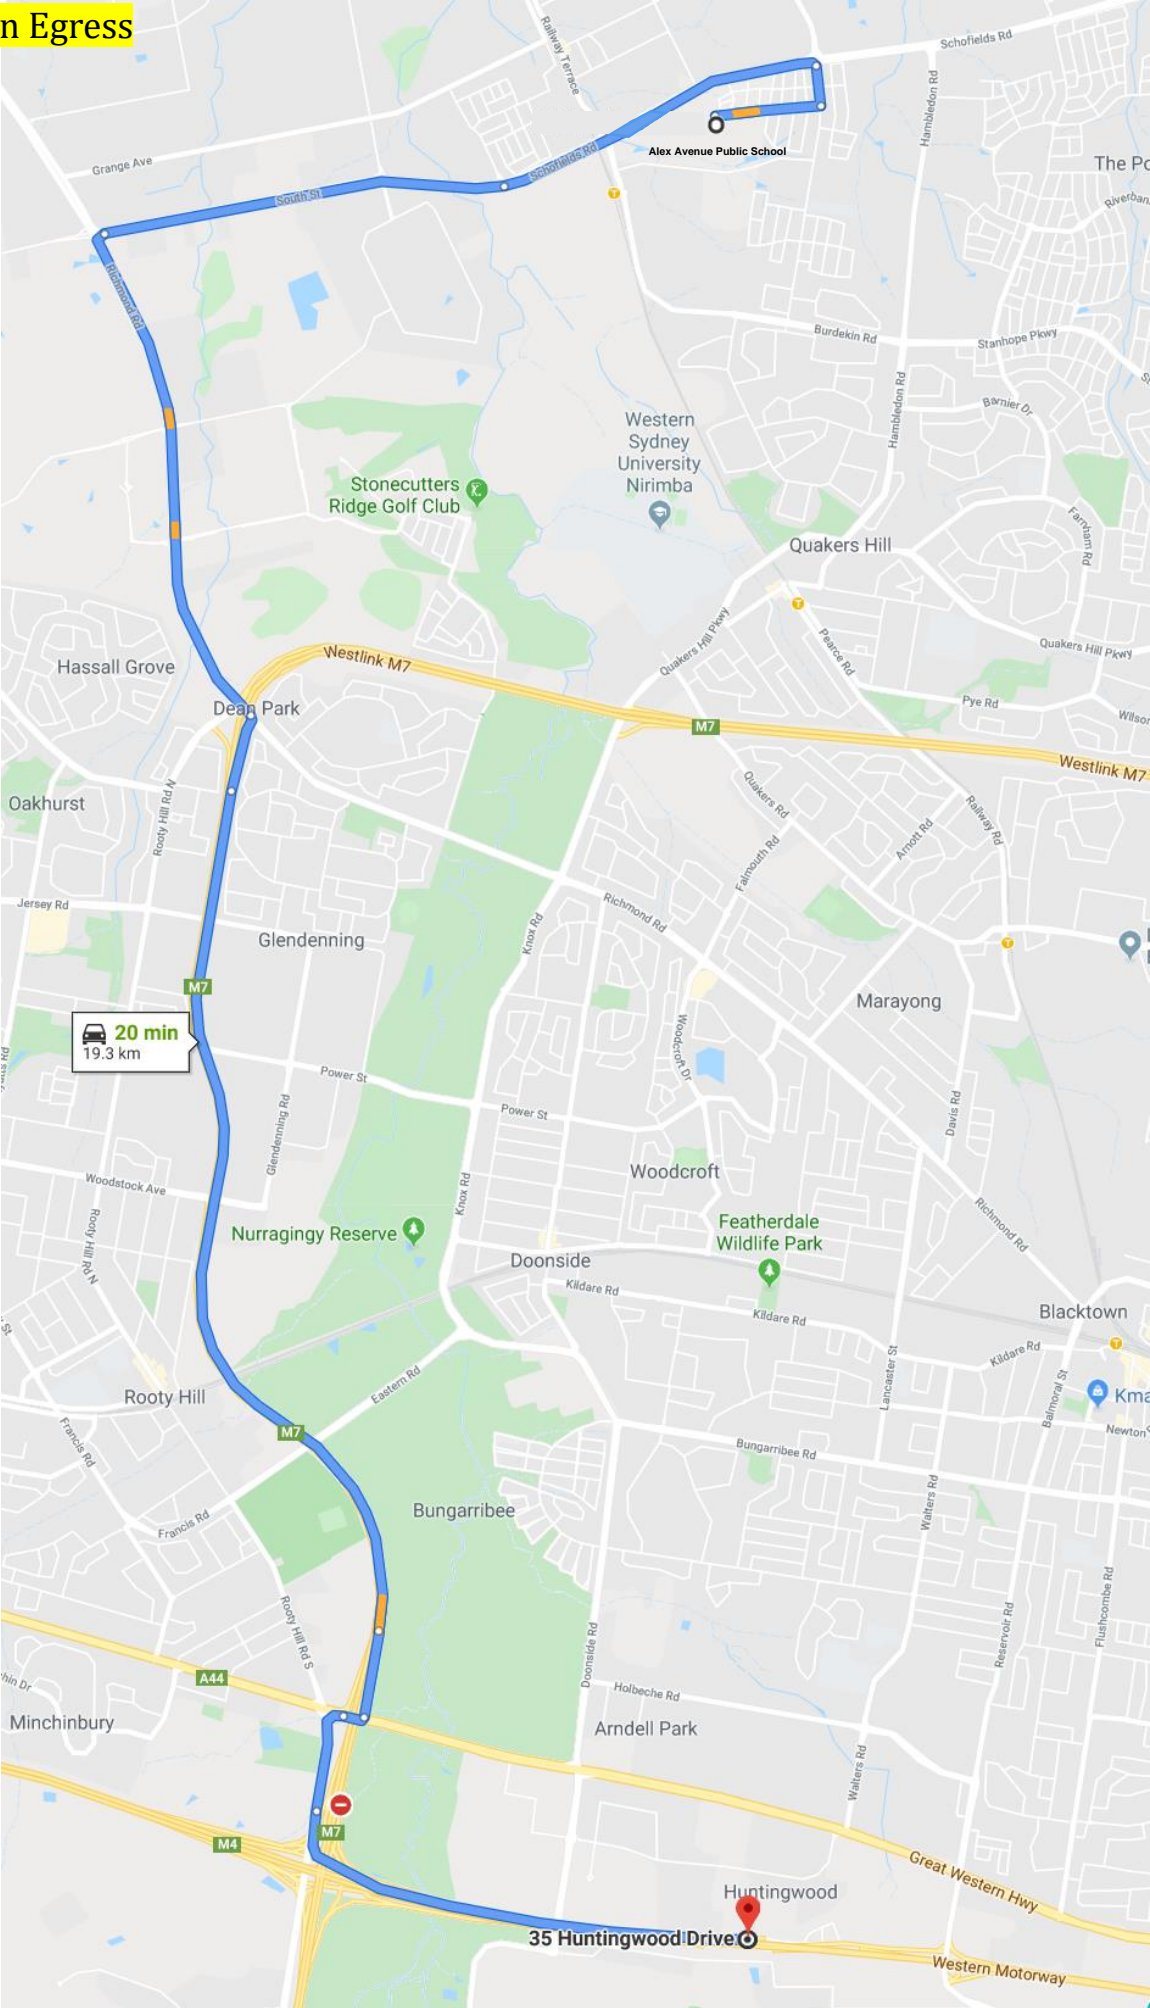 n Egress
Railway Terrace
Schofields Rd
Hambledon Rd
Alex Avenue Public School
Grange Ave
Schofields Rd
The Po
South St
Riverban
Richmond Rd
Burdekin Rd
Stanhope Pkwy
Hambledon Rd
Barnier Dr
Western
Sydney
University
Nirimba
Stonecutters
Ridge Golf Club
Farnham Rd
Quakers Hill
Quakers Hill Pkwy
Pearce Rd
Quakers Hill Pkwy
Westlink M7
Hassall Grove
Pye Rd
Dean Park
Wilson
M7
Westlink M7
Oakhurst
Rooty Hill Rd N
Quakers Rd
Railway Rd
Arnott Rd
Falmouth Rd
Jersey Rd
Richmond Rd
Knox Rd
Glendenning
M7
Marayong
20 min
19.3 km
Woodcroft Dr
Power St
Power St
Glendenning Rd
Davis Rd
Woodcroft
Woodstock Ave
Knox Rd
Rooty Hill Rd N
Nurragingy Reserve
Featherdale
Wildlife Park
Richmond Rd
Doonside
Kildare Rd
Kildare Rd
Blacktown
Kildare Rd
Lancaster St
Balmoral St
Eastern Rd
Rooty Hill
Kma
Newton
M7
Francis Rd
Bungarribee Rd
Walters Rd
Bungarribee
Francis Rd
Flushcombe Rd
Reservoir Rd
Rooty Hill Rd S
Doonside Rd
A44
hin Dr
Holbeche Rd
Minchinbury
Arndell Park
Walters Rd
M7
M4
Great Western Hwy
Huntingwood
35 Huntingwood Drive
Western Motorway